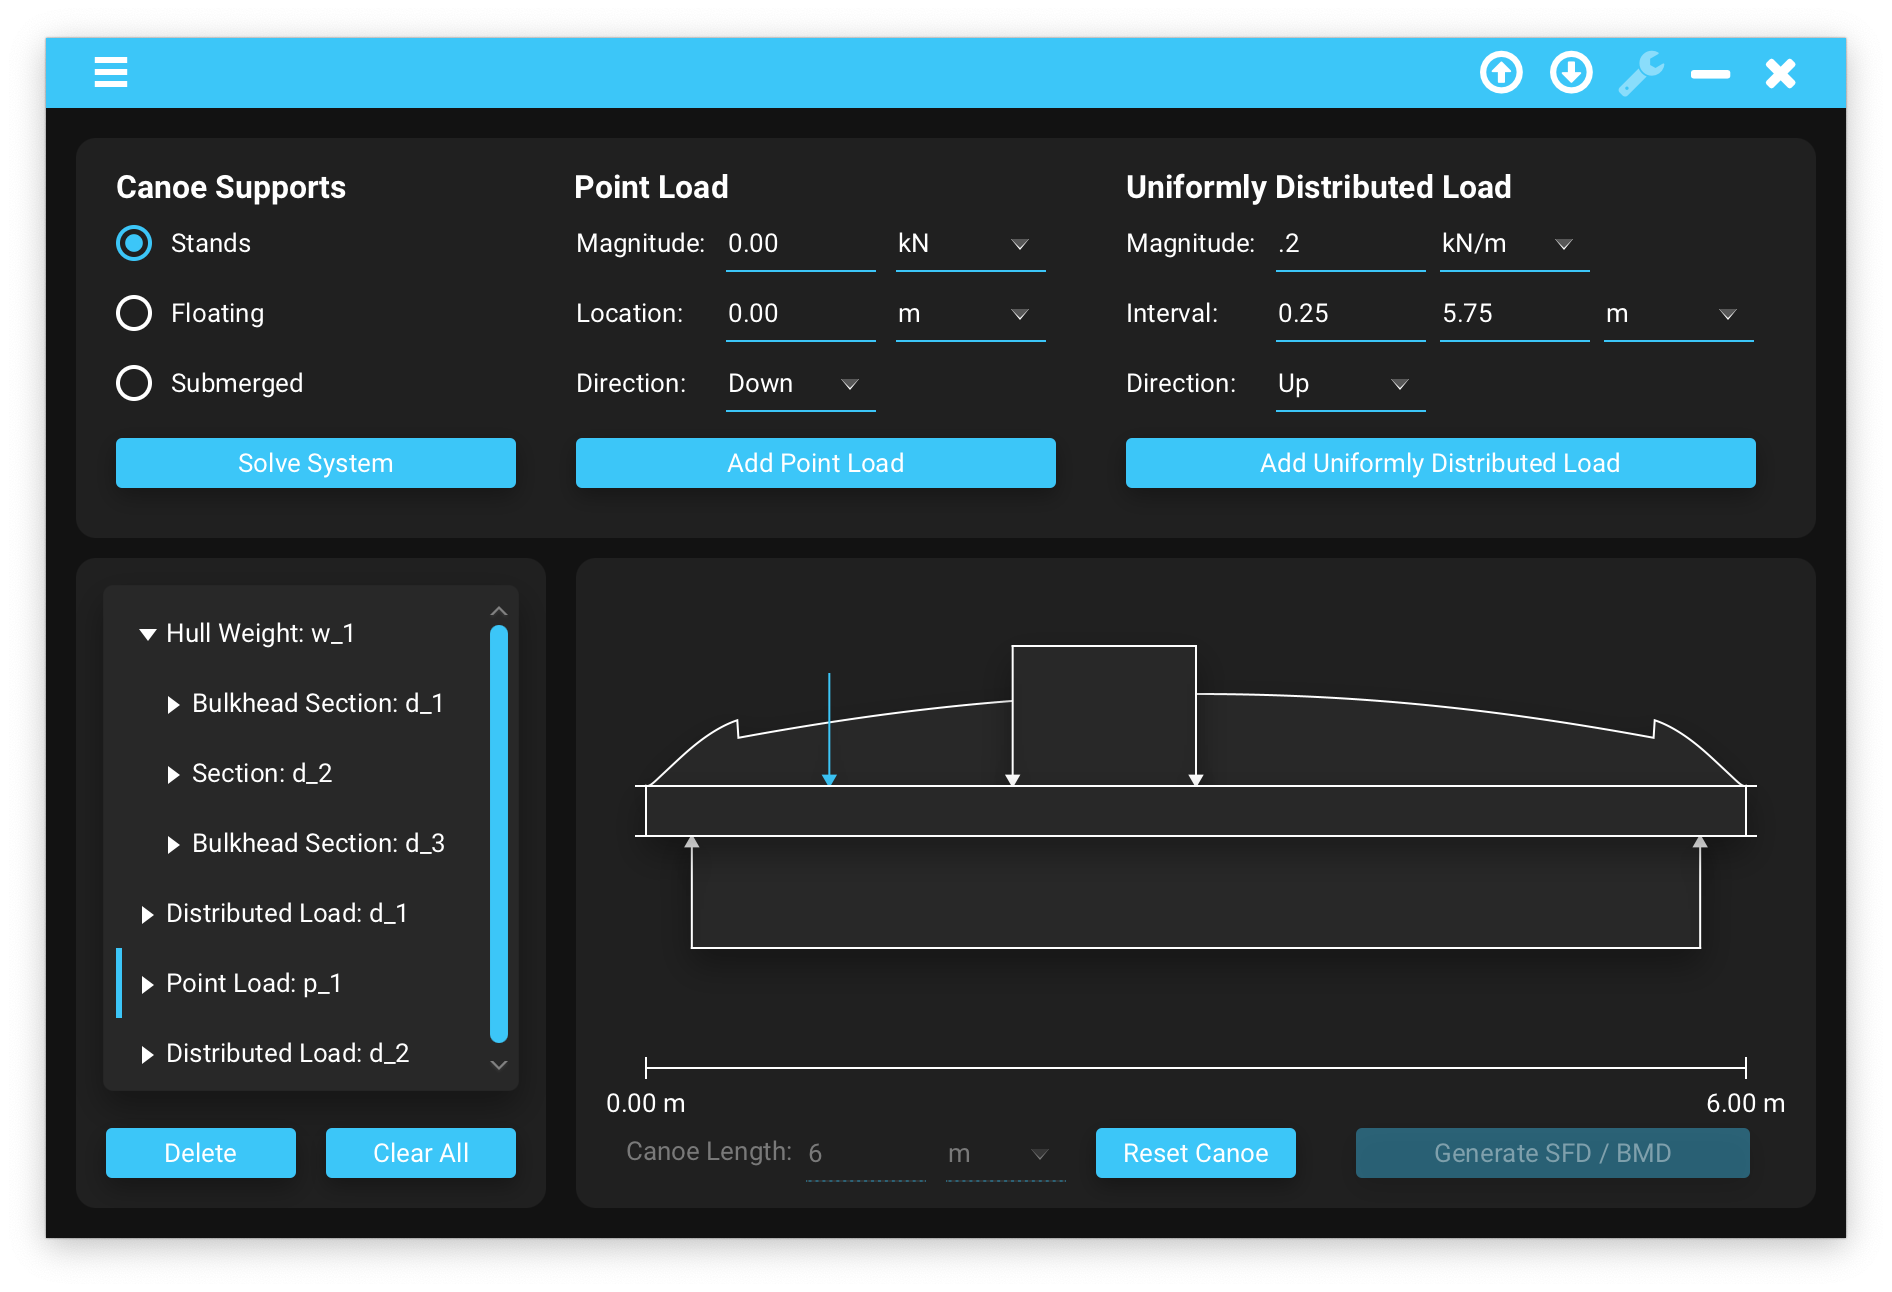 Canoe Supports
Stands
Floating
Submerged
Solve System
Point Load
Magnitude: 0.00 kN
Location: 0.00 m
Direction: Down
Add Point Load
Uniformly Distributed Load
Magnitude: .2 kN/m
Interval: 0.25 5.75 m
Direction: Up
Add Uniformly Distributed Load
Hull Weight: w_1
Bulkhead Section: d_1
Section: d_2
Bulkhead Section: d_3
Distributed Load: d_1
Point Load: p_1
Distributed Load: d_2
Delete Clear All
0.00 m 6.00 m
Canoe Length: 6 m Reset Canoe Generate SFD / BMD